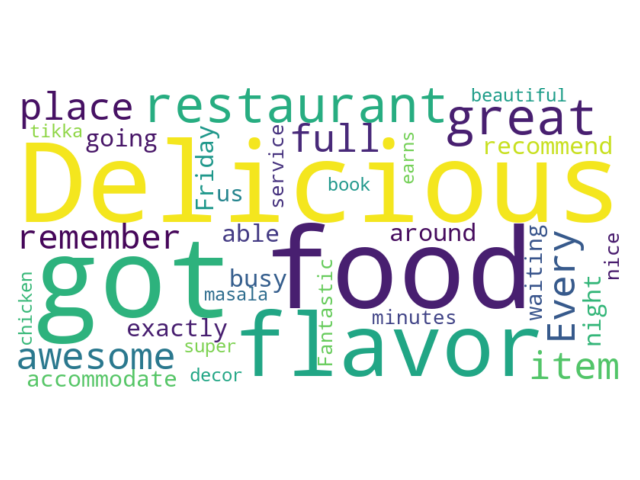 beautiful
place restaurant great
tikka going Friday service full earns recommend
Delicious
us book
remember able around
got food waiting Every nice
chicken busy masala Fantastic minutes night
exactly flavor
awesome super item
accommodate decor